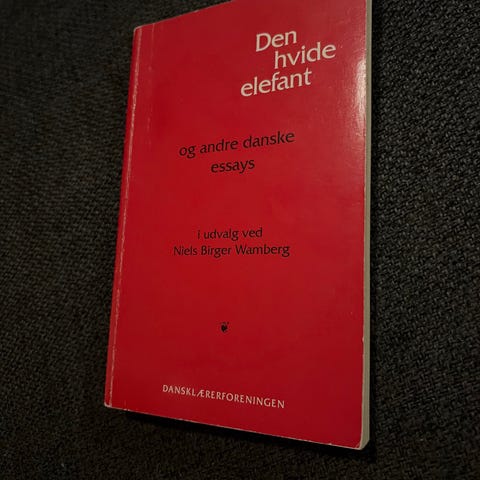 Den
hvide
elefant
og andre danske
essays
i udvalg ved
Niels Birger Wamberg
DANSKLÆRERFORENINGEN